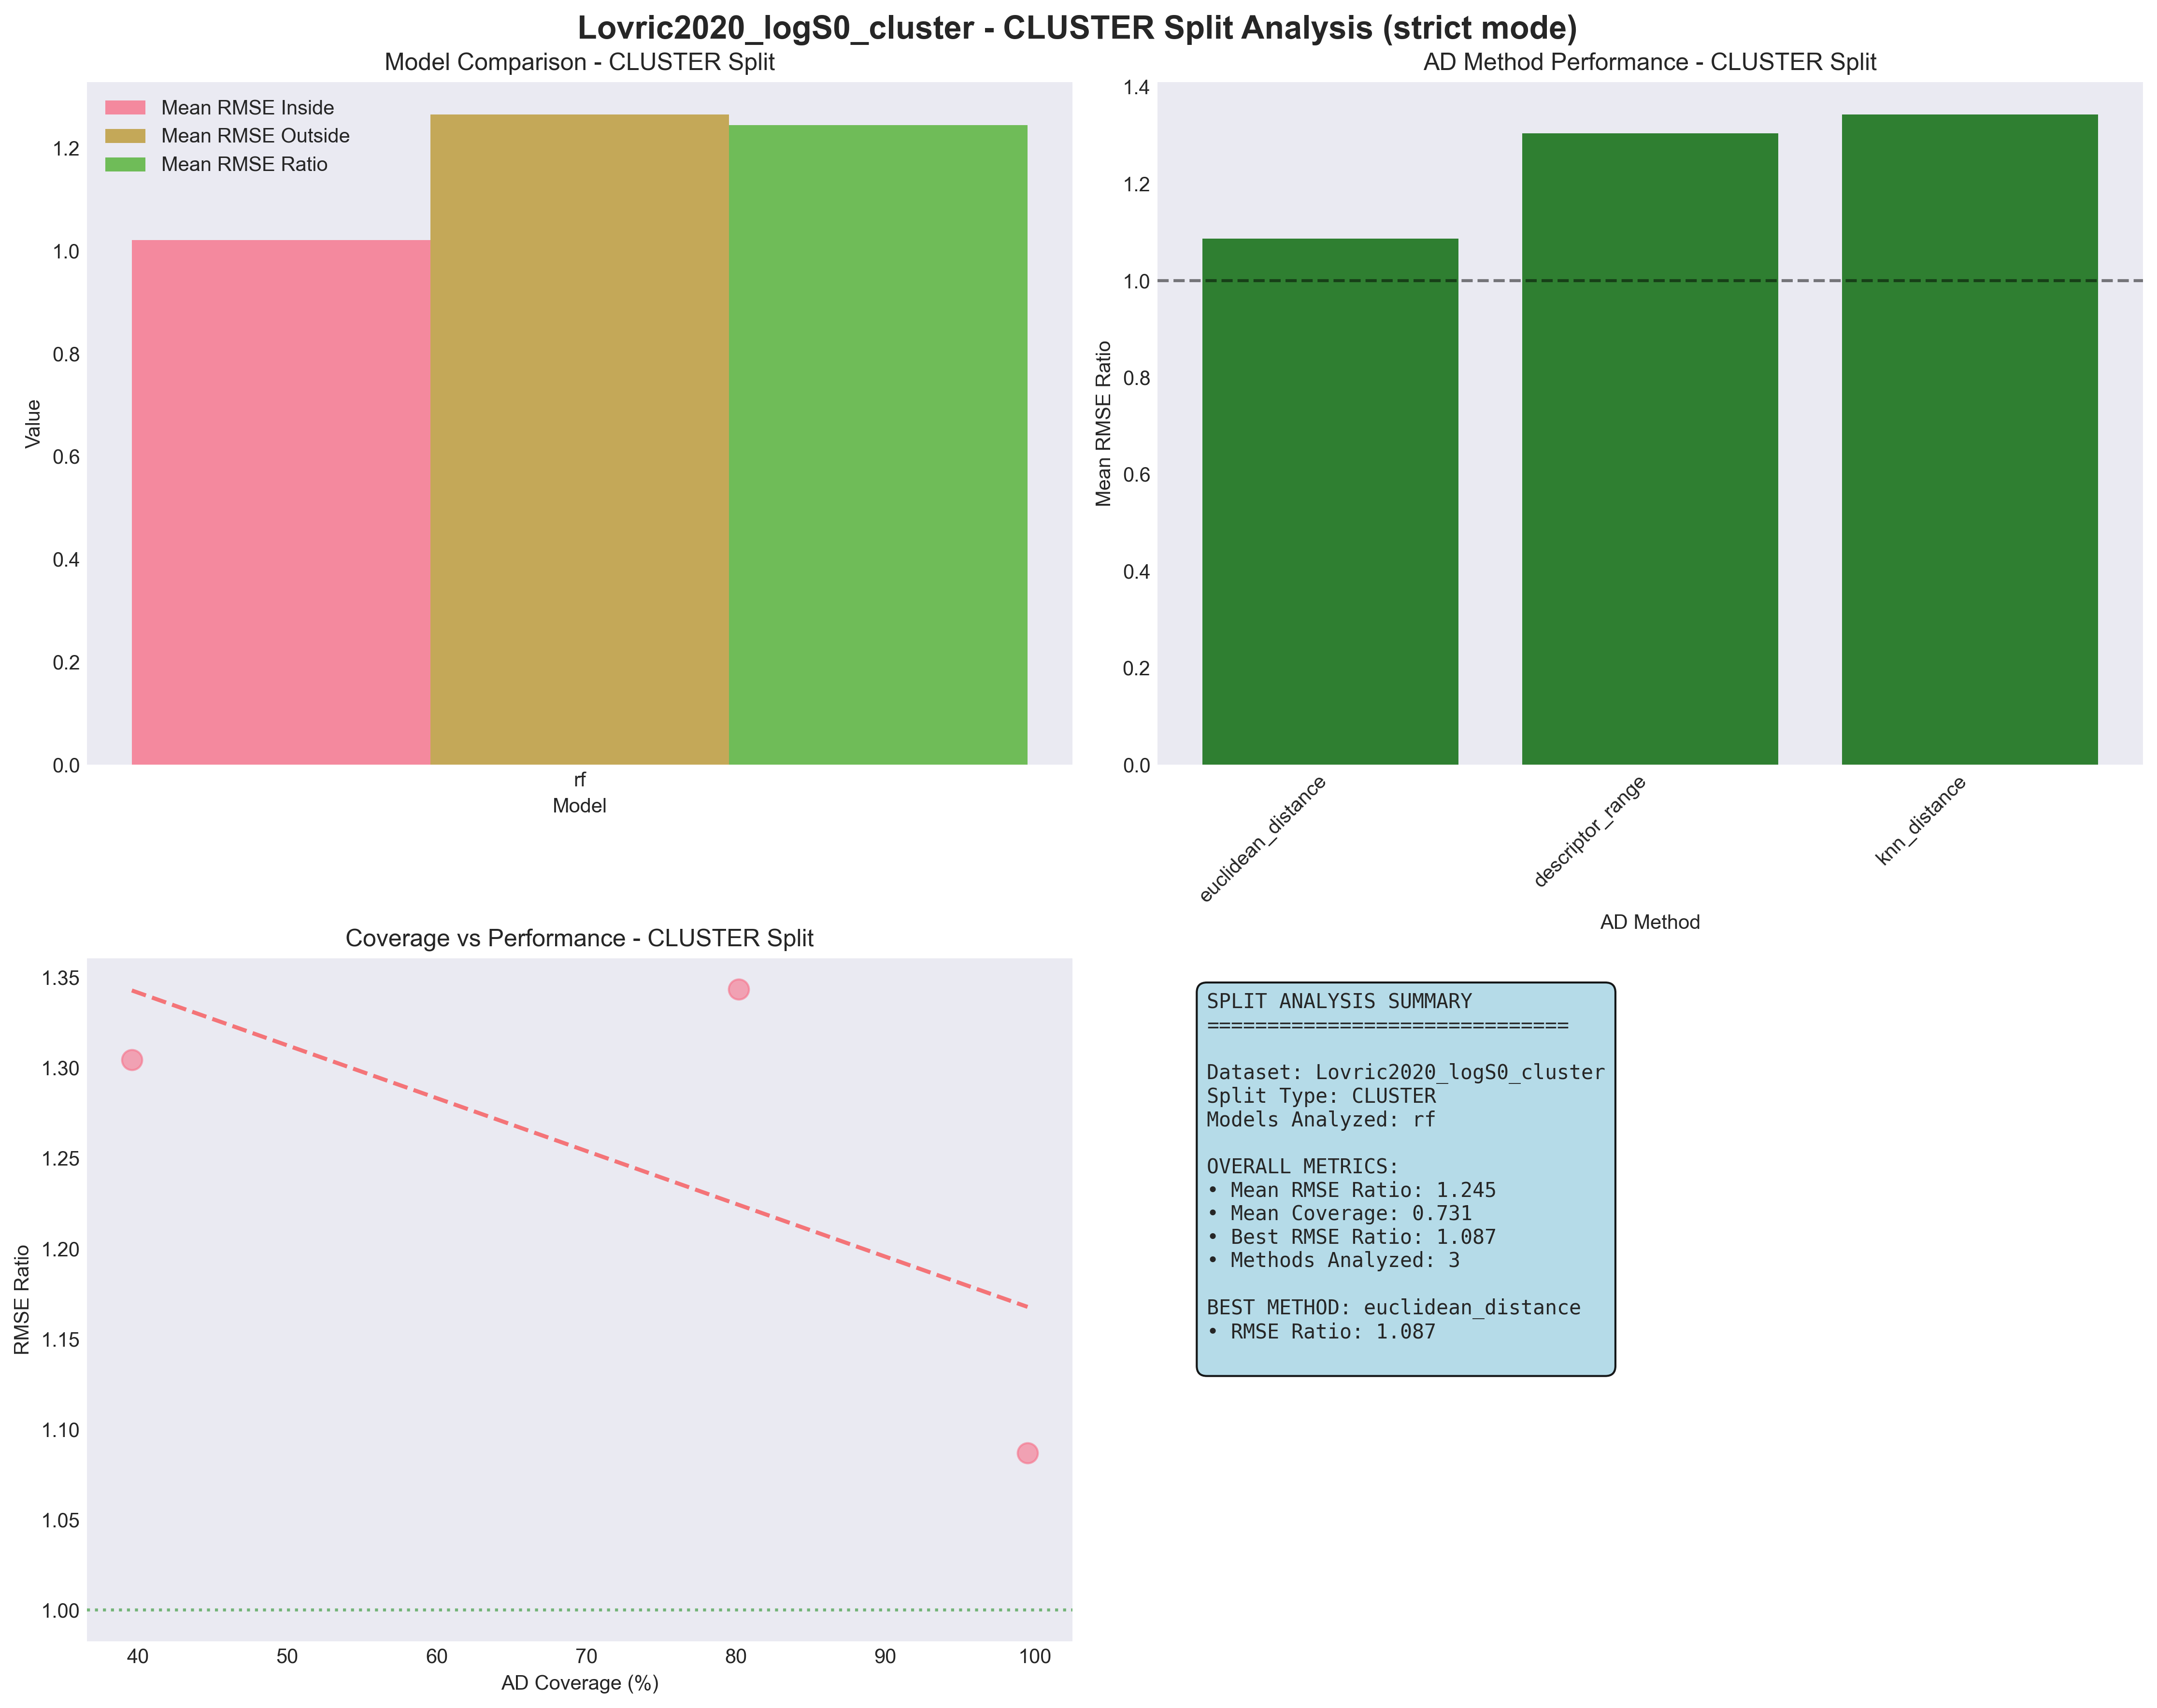 Lovric2020_logS0_cluster - CLUSTER Split Analysis (strict mode)
Model Comparison - CLUSTER Split
Mean RMSE Inside
Mean RMSE Outside
Mean RMSE Ratio
Value
1.2
1.0
0.8
0.6
0.4
0.2
0.0
rf
Model
AD Method Performance - CLUSTER Split
Mean RMSE Ratio
1.4
1.2
1.0
0.8
0.6
0.4
0.2
0.0
euclidean_distance
descriptor_range
knn_distance
AD Method
Coverage vs Performance - CLUSTER Split
RMSE Ratio
1.35
1.30
1.25
1.20
1.15
1.10
1.05
1.00
40 50 60 70 80 90 100
AD Coverage (%)
SPLIT ANALYSIS SUMMARY
==============================
Dataset: Lovric2020_logS0_cluster
Split Type: CLUSTER
Models Analyzed: rf
OVERALL METRICS:
• Mean RMSE Ratio: 1.245
• Mean Coverage: 0.731
• Best RMSE Ratio: 1.087
• Methods Analyzed: 3
BEST METHOD: euclidean_distance
• RMSE Ratio: 1.087